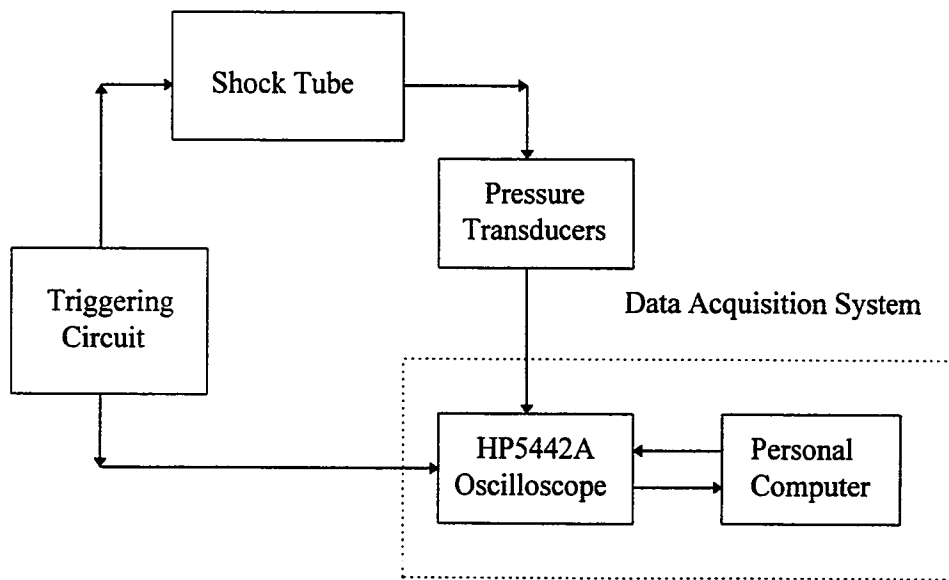 Shock Tube
Pressure
Transducers
Triggering
Circuit
Data Acquisition System
HP5442A
Oscilloscope
Personal
Computer